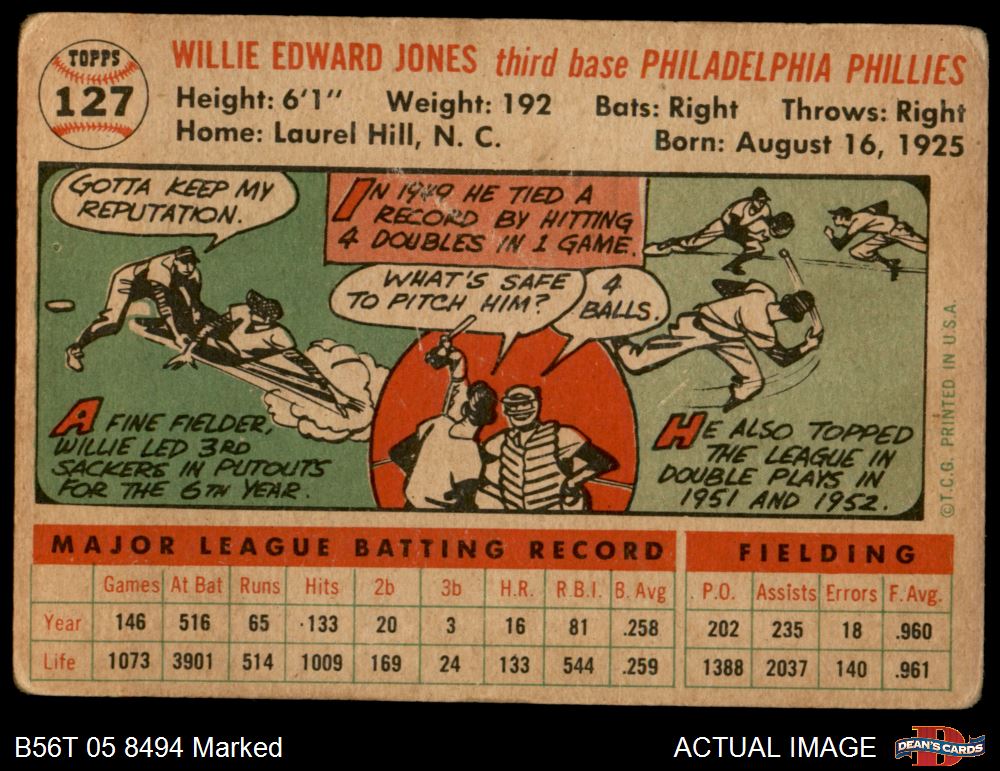 TOPPS
127
WILLIE EDWARD JONES third base PHILADELPHIA PHILLIES
Height: 6'1" Weight: 192 Bats: Right Throws: Right
Home: Laurel Hill, N. C. Born: August 16, 1925
GOTTA KEEP MY
REPUTATION.
IN 1949 HE TIED A
RECORD BY HITTING
4 DOUBLES IN 1 GAME.
WHAT'S SAFE
TO PITCH HIM?
4
BALLS.
A FINE FIELDER,
WILLIE LED 3RD
SACKERS IN PUTOUTS
FOR THE 6TH YEAR.
HE ALSO TOPPED
THE LEAGUE IN
DOUBLE PLAYS IN
1951 AND 1952.
©T.C.G. PRINTED IN U.S.A.
MAJOR LEAGUE BATTING RECORD FIELDING
Games At Bat Runs Hits 2b 3b H.R. R.B.I. B. Avg P.O. Assists Errors F. Avg.
Year 146 516 65 133 20 3 16 81 .258 202 235 18 .960
Life 1073 3901 514 1009 169 24 133 544 .259 1388 2037 140 .961
B56T 05 8494 Marked ACTUAL IMAGE
D
DEAN'S CARDS